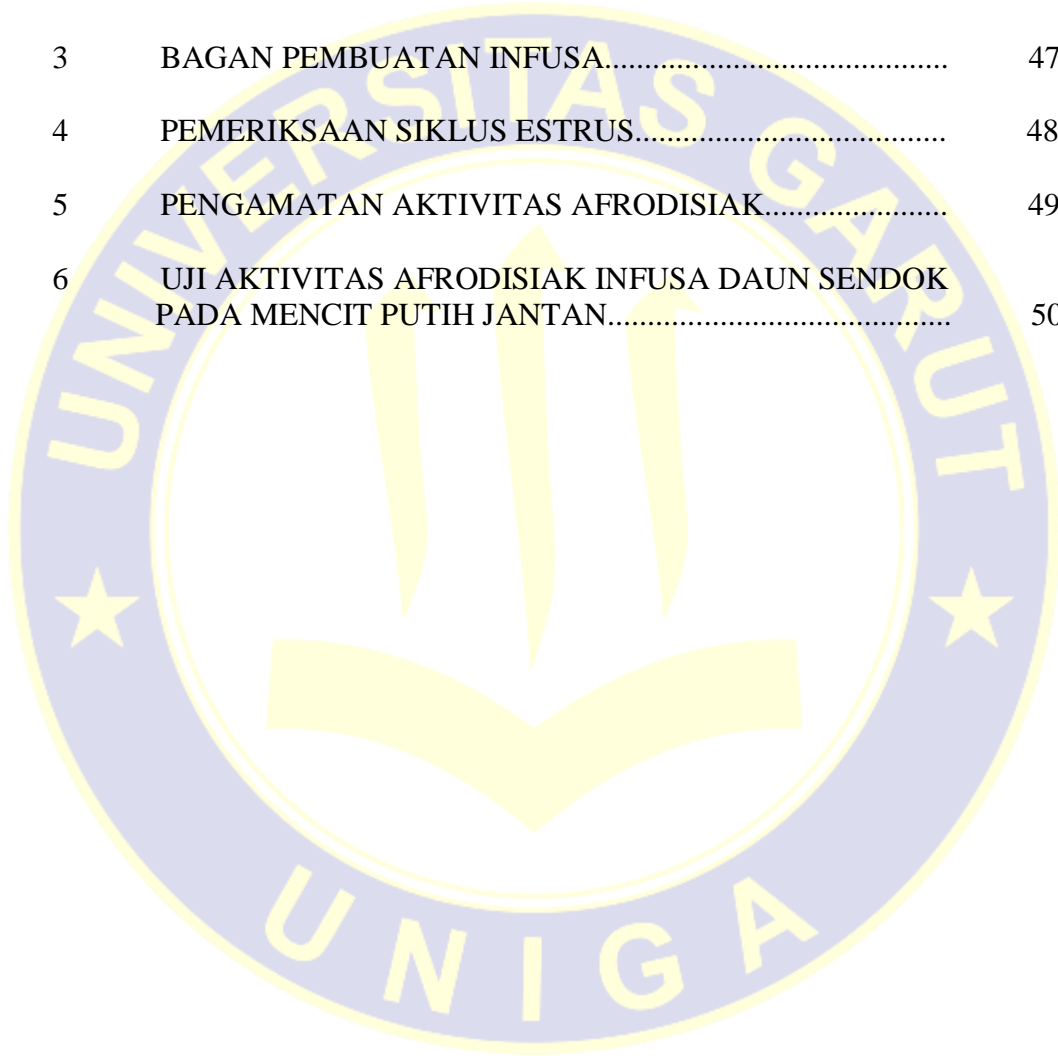 3 BAGAN PEMBUATAN INFUSA........................................... 47
4 PEMERIKSAAN SIKLUS ESTRUS....................................... 48
5 PENGAMATAN AKTIVITAS AFRODISIAK....................... 49
6 UJI AKTIVITAS AFRODISIAK INFUSA DAUN SENDOK
PADA MENCIT PUTIH JANTAN........................................... 50
UNIVERSITAS GARUT
UNIGA